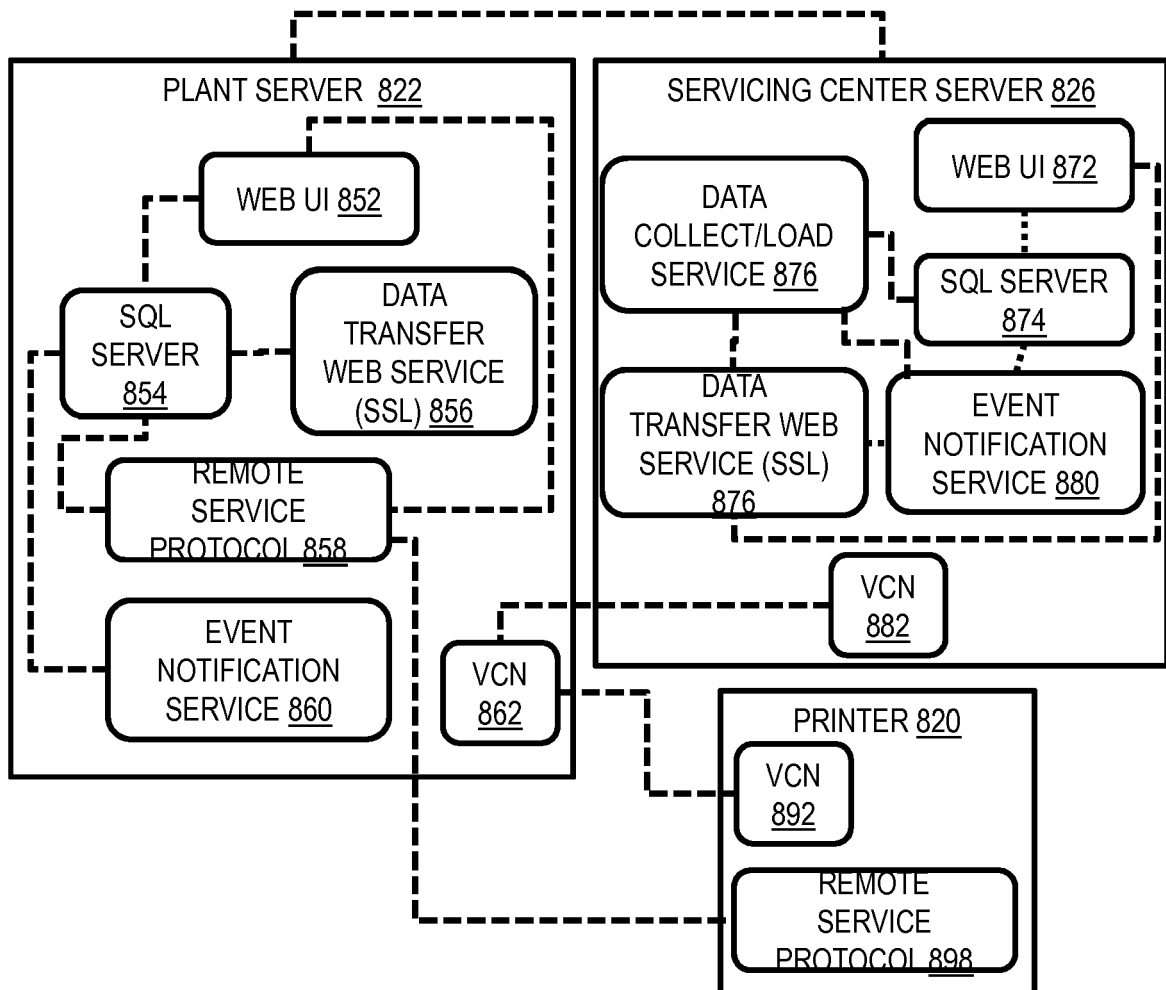 PLANT SERVER 822
WEB UI 852
SQL
SERVER
854
DATA
TRANSFER
WEB SERVICE
(SSL) 856
REMOTE
SERVICE
PROTOCOL 858
EVENT
NOTIFICATION
SERVICE 860
VCN
862
SERVICING CENTER SERVER 826
DATA
COLLECT/LOAD
SERVICE 876
WEB UI 872
SQL SERVER
874
DATA
TRANSFER WEB
SERVICE (SSL)
876
EVENT
NOTIFICATION
SERVICE 880
VCN
882
PRINTER 820
VCN
892
REMOTE
SERVICE
PROTOCOL 898